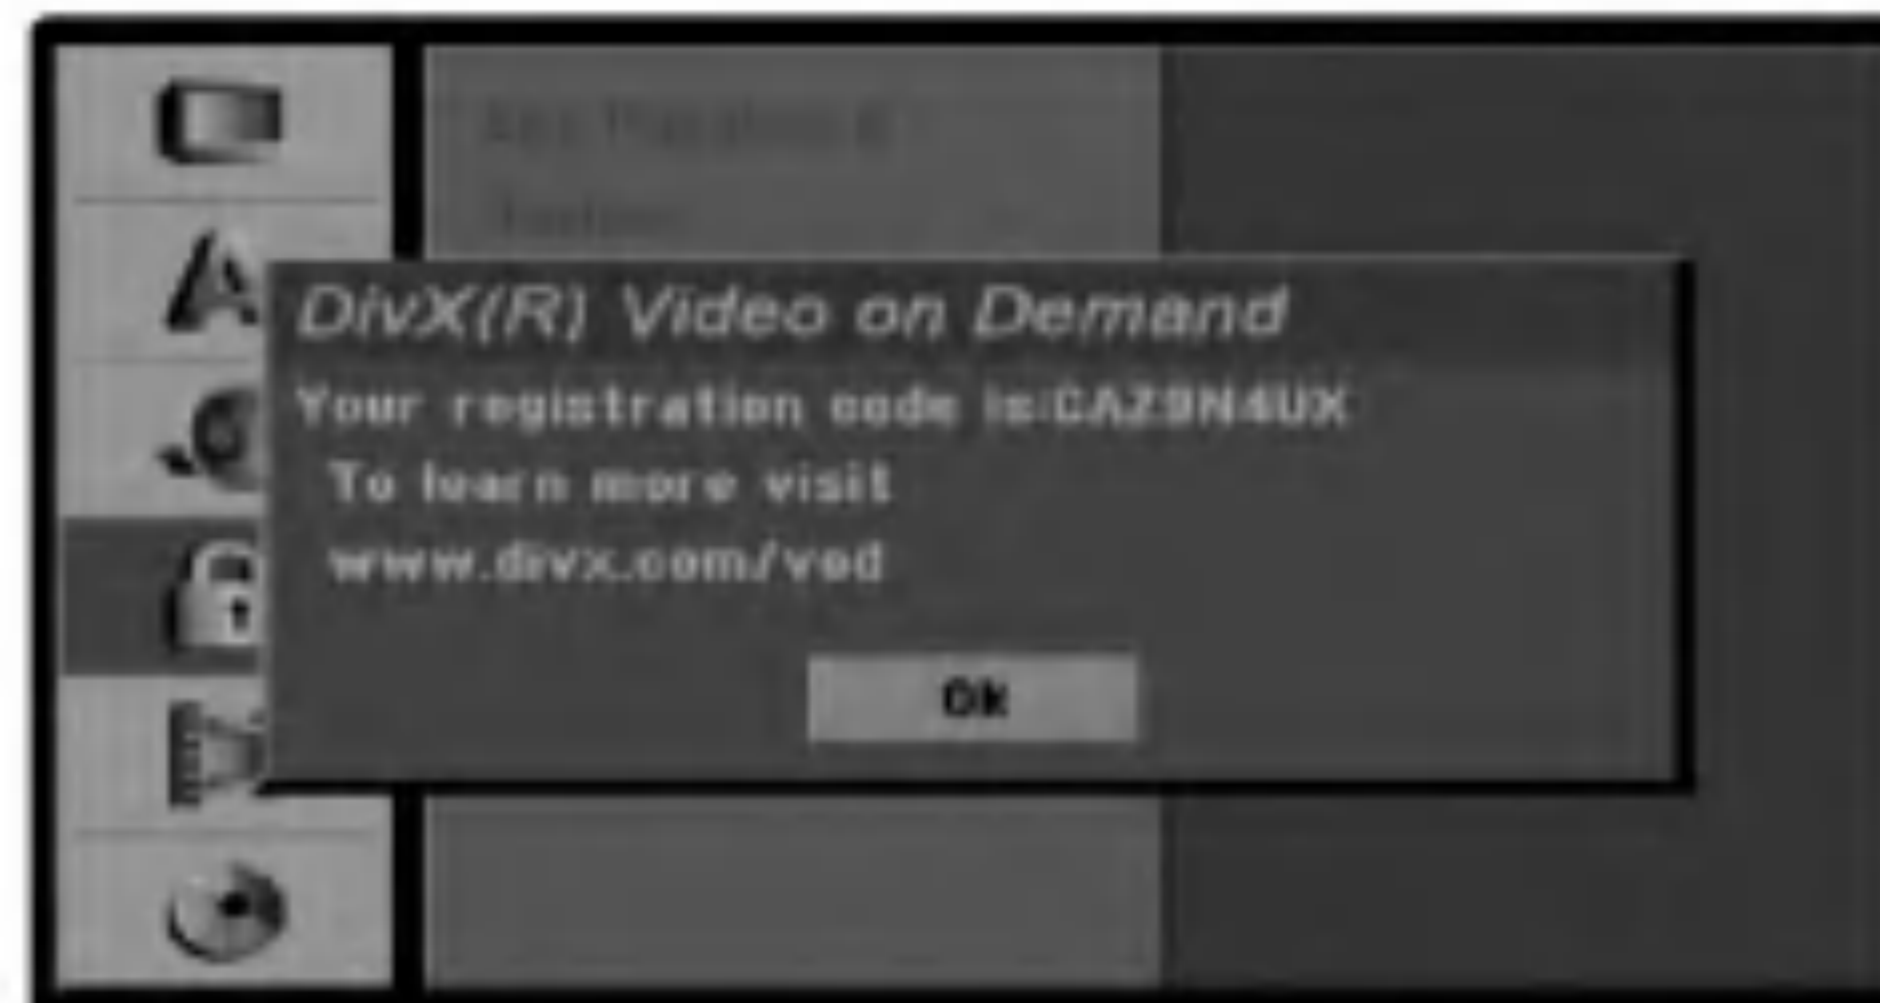 DivX(R) Video on Demand
Your registration code is:CAZ9N4UX
To learn more visit
www.divx.com/vod
Ok